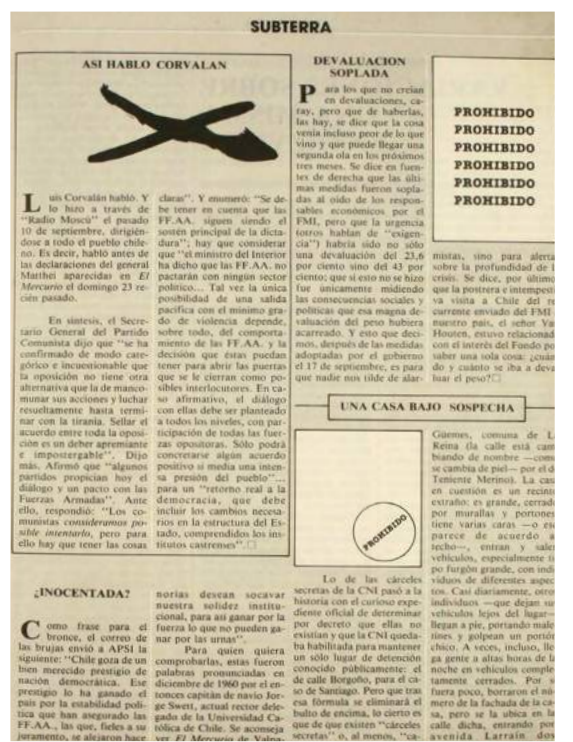 SUBTERRA
ASI HABLO CORVALAN
Luis Corvalán habló. Y
lo hizo a través de
"Radio Moscú" el pasado
10 de septiembre, dirigién-
dose a todo el pueblo chile-
no. Es decir, habló antes de
las declaraciones del general
Matthei aparecidas en El
Mercurio el domingo 23 re-
cién pasado.
En síntesis, el Secre-
tario General del Partido
Comunista dijo que "se ha
confirmado de modo cate-
górico e incuestionable que
la oposición no tiene otra
alternativa que la de manco-
munar sus acciones y luchar
resueltamente hasta termi-
nar con la tiranía. Sellar el
acuerdo entre toda la oposi-
ción es un deber apremiante
e impostergable". Dijo
más. Afirmó que "algunos
partidos propician hoy el
diálogo y un pacto con las
Fuerzas Armadas". Ante
ello, respondió: "Los co-
munistas consideramos po-
sible intentarlo, pero para
ello hay que tener las cosas
claras". Y enumeró: "Se de-
be tener en cuenta que las
FF.AA. siguen siendo el
sostén principal de la dicta-
dura"; hay que considerar
que "el ministro del Interior
ha dicho que las FF.AA. no
pactarán con ningún sector
político... Tal vez la única
posibilidad de una salida
pacífica con el mínimo gra-
do de violencia depende,
sobre todo, del comporta-
miento de las FF.AA. y la
decisión que éstas puedan
tener para abrir las puertas
que se le cierran como po-
sibles interlocutores. En ca-
so afirmativo, el diálogo
con ellas debe ser planteado
a todos los niveles, con par-
ticipación de todas las fuer-
zas opositoras. Sólo podrá
concretarse algún acuerdo
positivo si media una inten-
sa presión del pueblo"...
para un "retorno real a la
democracia, que debe
incluir los cambios necesa-
rios en la estructura del Es-
tado, comprendidos los ins-
titutos castrenses".
DEVALUACION
SOPLADA
Para los que no creían
en devaluaciones, ca-
ray, pero que de haberlas,
las hay, se dice que la cosa
venía incluso peor de lo que
vino y que puede llegar una
segunda ola en los próximos
tres meses. Se dice en fuen-
tes de derecha que las últi-
mas medidas fueron sopla-
das al oído de los respon-
sables económicos por el
FMI, pero que la urgencia
(otros hablan de "exigen-
cia") habría sido no sólo
una devaluación del 23,6
por ciento sino del 43 por
ciento; que si esto no se hizo
fue únicamente midiendo
las consecuencias sociales y
políticas que esa magna de-
valuación del peso hubiera
acarreado. Y esto que deci-
mos, después de las medidas
adoptadas por el gobierno
el 17 de septiembre, es para
que nadie nos tilde de alar-
PROHIBIDO
PROHIBIDO
PROHIBIDO
PROHIBIDO
PROHIBIDO
PROHIBIDO
mistas, sino para alerta
sobre la profundidad de l
crisis. Se dice, por último
que la postrera e intempesti
va visita a Chile del re
currente enviado del FMI
nuestro país, el señor Va
Houten, estuvo relacionad
con el interés del Fondo po
saber una sola cosa: ¿cuán
do y cuánto se iba a deva
luar el peso?
UNA CASA BAJO SOSPECHA
PROHIBIDO
Lo de las cárceles
secretas de la CNI pasó a la
historia con el curioso expe-
diente oficial de determinar
por decreto que ellas no
existían y que la CNI queda-
ba habilitada para mantener
un sólo lugar de detención
conocido públicamente: el
de calle Borgoño, para el ca-
so de Santiago. Pero que tras
esa fórmula se eliminará el
bulto de encima, lo cierto es
que de que existen "cárceles
secretas" o, al menos, "ca-
Güemes, comuna de L
Reina (la calle está cam
biando de nombre —com
se cambia de piel— por el d
Teniente Merino). La cas
en cuestión es un recint
extraño: es grande, cerrad
por murallas y portone
tiene varias caras —o es
parece de acuerdo a
techo—, entran y sale
vehículos, especialmente ti
po furgón grande, con indi
viduos de diferentes aspec
tos. Casi diariamente, otro
individuos —que dejan su
vehículos lejos del lugar—
llegan a pie, portando male
tines y golpean un portón
chico. A veces, incluso, lle
ga gente a altas horas de l
noche en vehículos comple
tamente cerrados. Por s
fuera poco, borraron el nú
mero de la fachada de la ca
sa, pero se la ubica en la
calle dicha, entrando por
avenida Larraín dos
¿INOCENTADA?
Como frase para el
bronce, el correo de
las brujas envió a APSI la
siguiente: "Chile goza de un
bien merecido prestigio de
nación democrática. Ese
prestigio lo ha ganado el
país por la estabilidad polí-
tica que han asegurado las
FF.AA., las que, fieles a su
juramento, se alejaron hace
norias desean socavar
nuestra solidez institu-
cional, para así ganar por la
fuerza lo que no pueden ga-
nar por las urnas".
Para quien quiera
comprobarlas, estas fueron
palabras pronunciadas en
diciembre de 1960 por el en-
tonces capitán de navío Jor-
ge Swett, actual rector dele-
gado de la Universidad Ca-
tólica de Chile. Se aconseja
ver El Mercurio de Valpa-